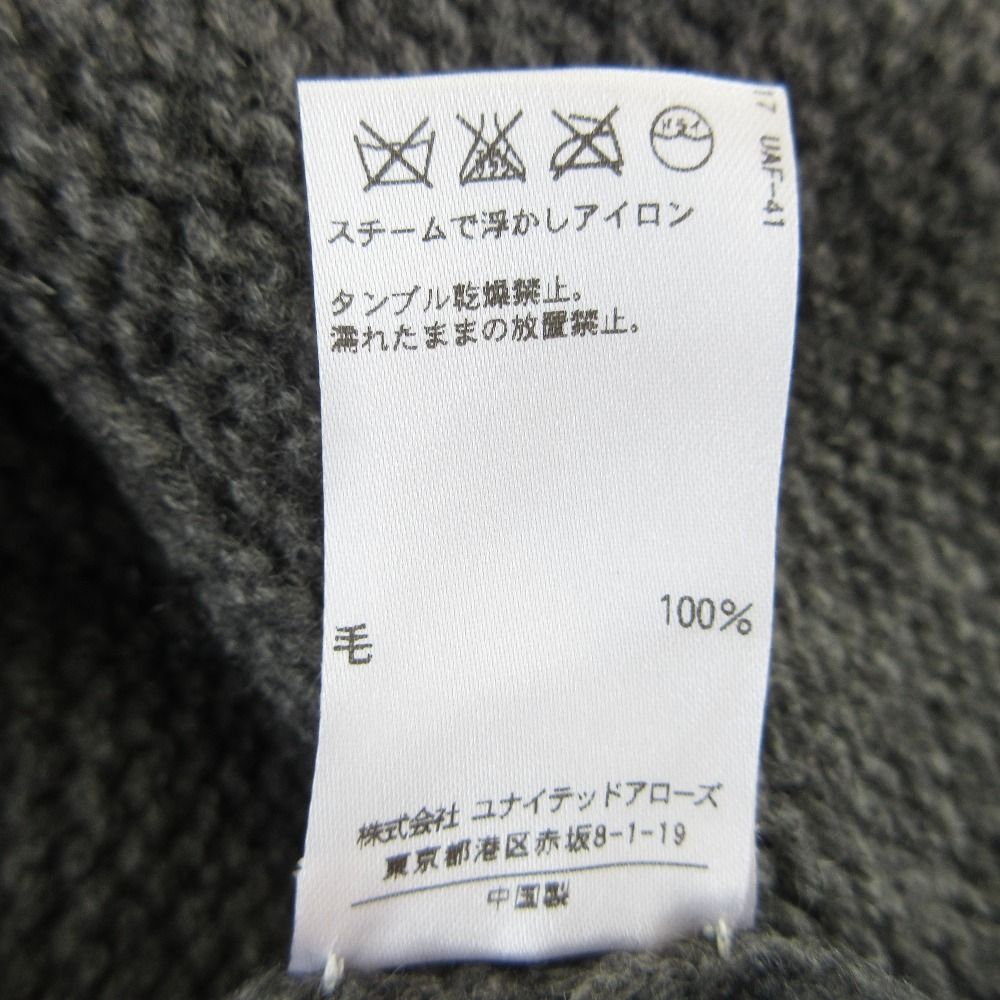 ドライ
17 UAF-41
スチームで浮かしアイロン
タンブル乾燥禁止。
濡れたままの放置禁止。
毛 100%
株式会社 ユナイテッドアローズ
東京都港区赤坂8-1-19
中国製